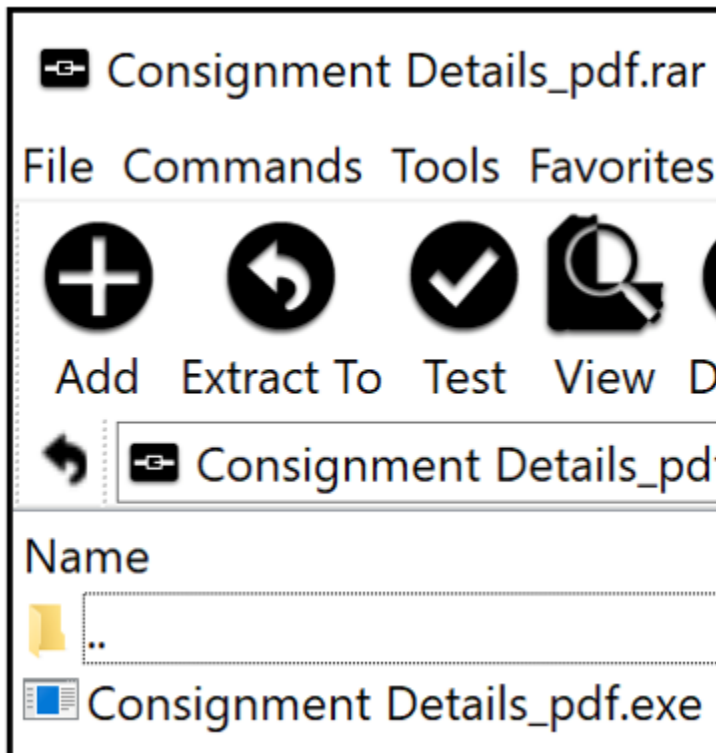 Consignment Details_pdf.rar
File Commands Tools Favorites
Add Extract To Test View D
Consignment Details_pd
Name
..
Consignment Details_pdf.exe